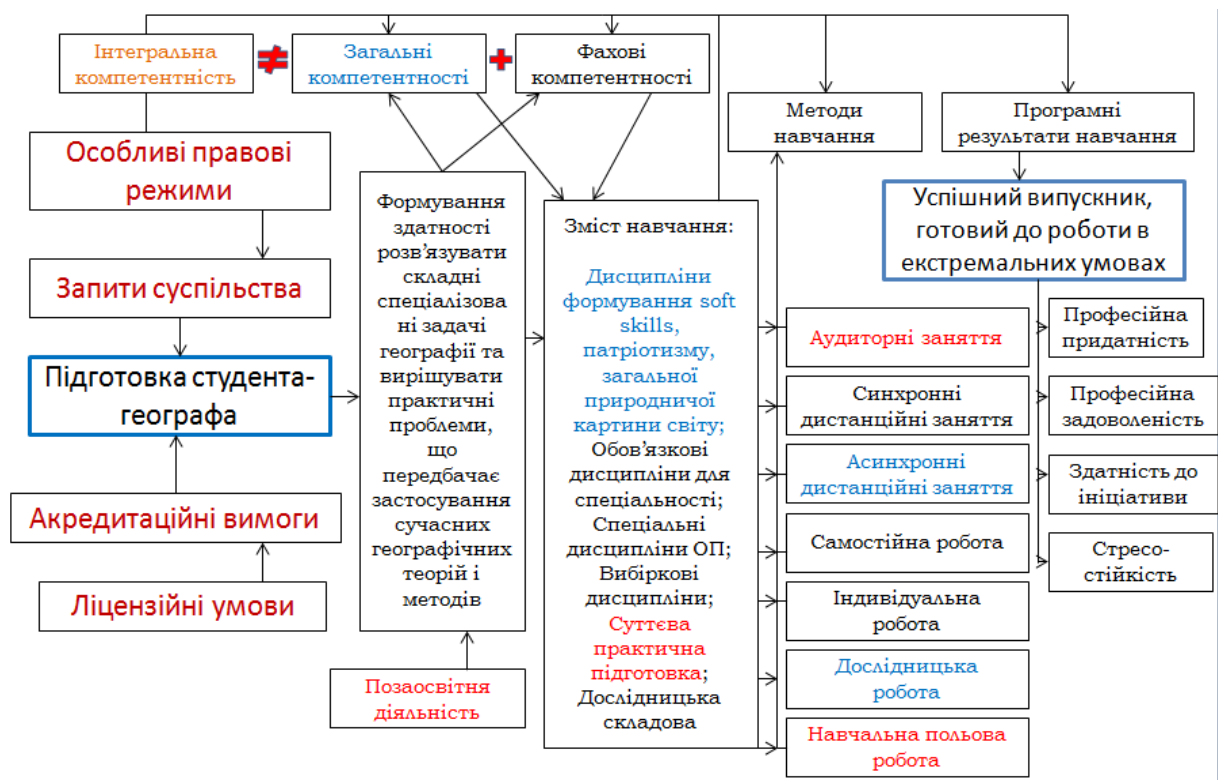 Інтегральна
компетентність
≠
Загальні
компетентності
+
Фахові
компетентності
Методи
навчання
Програмні
результати навчання
Особливі правові
режими
Запити суспільства
Підготовка студента-
географа
Акредитаційні вимоги
Ліцензійні умови
Формування
здатності
розв’язувати
складні
спеціалізова
ні задачі
географії та
вирішувати
практичні
проблеми,
що
передбачає
застосування
сучасних
географічних
теорій і
методів
Позаосвітня
діяльність
Зміст навчання:
Дисципліни
формування soft
skills,
патріотизму,
загальної
природничої
картини світу;
Обов’язкові
дисципліни для
спеціальності;
Спеціальні
дисципліни ОП;
Вибіркові
дисципліни;
Суттєва
практична
підготовка;
Дослідницька
складова
Аудиторні заняття
Синхронні
дистанційні заняття
Асинхронні
дистанційні заняття
Самостійна робота
Індивідуальна
робота
Дослідницька
робота
Навчальна польова
робота
Успішний випускник,
готовий до роботи в
екстремальних умовах
Професійна
придатність
Професійна
задоволеність
Здатність до
ініціативи
Стресо-
стійкість